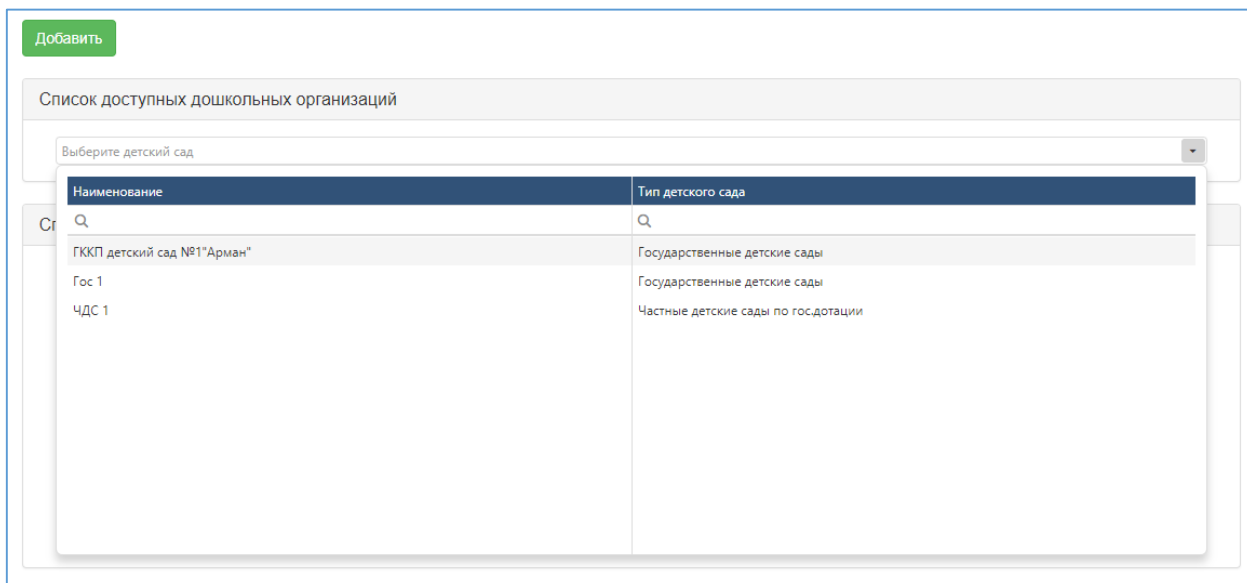 Добавить
Список доступных дошкольных организаций
Выберите детский сад
Наименование Тип детского сада
Сп
ГККП детский сад №1"Арман" Государственные детские сады
Гос 1 Государственные детские сады
ЧДС 1 Частные детские сады по гос.дотации